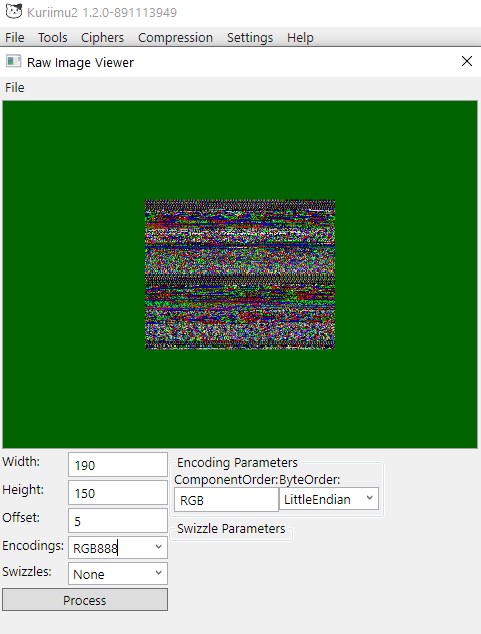 Kuriimu2 1.2.0-891113949
File Tools Ciphers Compression Settings Help
Raw Image Viewer
File
Width: 190
Height: 150
Offset: 5
Encodings: RGB888
Swizzles: None
Process
Encoding Parameters
ComponentOrder: ByteOrder:
RGB LittleEndian
Swizzle Parameters